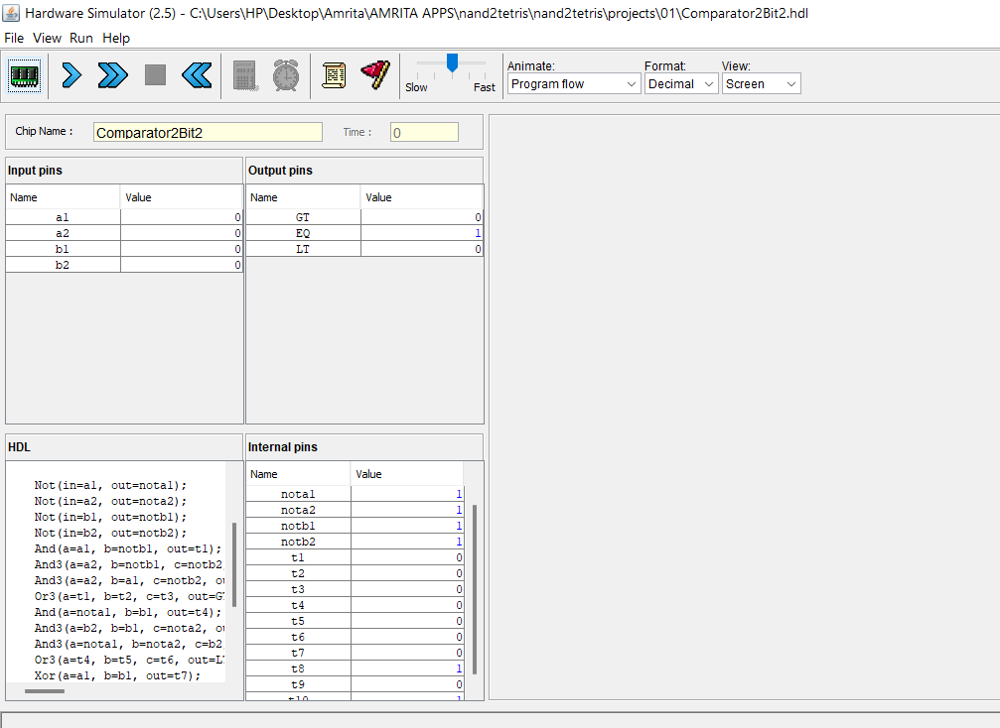 Hardware Simulator (2.5) - C:\Users\HP\Desktop\Amrita\AMRITA APPS\nand2tetris\nand2tetris\projects\01\Comparator2Bit2.hdl
File View Run Help
Slow Fast
Animate: Format: View:
Program flow Decimal Screen
Chip Name : Comparator2Bit2 Time : 0
Input pins Output pins
Name Value Name Value
a1 0 GT 0
a2 0 EQ 1
b1 0 LT 0
b2 0
HDL Internal pins
Name Value
Not(in=a1, out=nota1);
Not(in=a2, out=nota2);
Not(in=b1, out=notb1);
Not(in=b2, out=notb2);
And(a=a1, b=notb1, out=t1);
And3(a=a2, b=notb1, c=notb2
And3(a=a2, b=a1, c=notb2, ou
Or3(a=t1, b=t2, c=t3, out=G
And(a=nota1, b=b1, out=t4);
And3(a=b2, b=b1, c=nota2, ou
And3(a=nota1, b=nota2, c=b2
Or3(a=t4, b=t5, c=t6, out=L
Xor(a=a1, b=b1, out=t7);
nota1 1
nota2 1
notb1 1
notb2 1
t1 0
t2 0
t3 0
t4 0
t5 0
t6 0
t7 0
t8 1
t9 0
t10 1